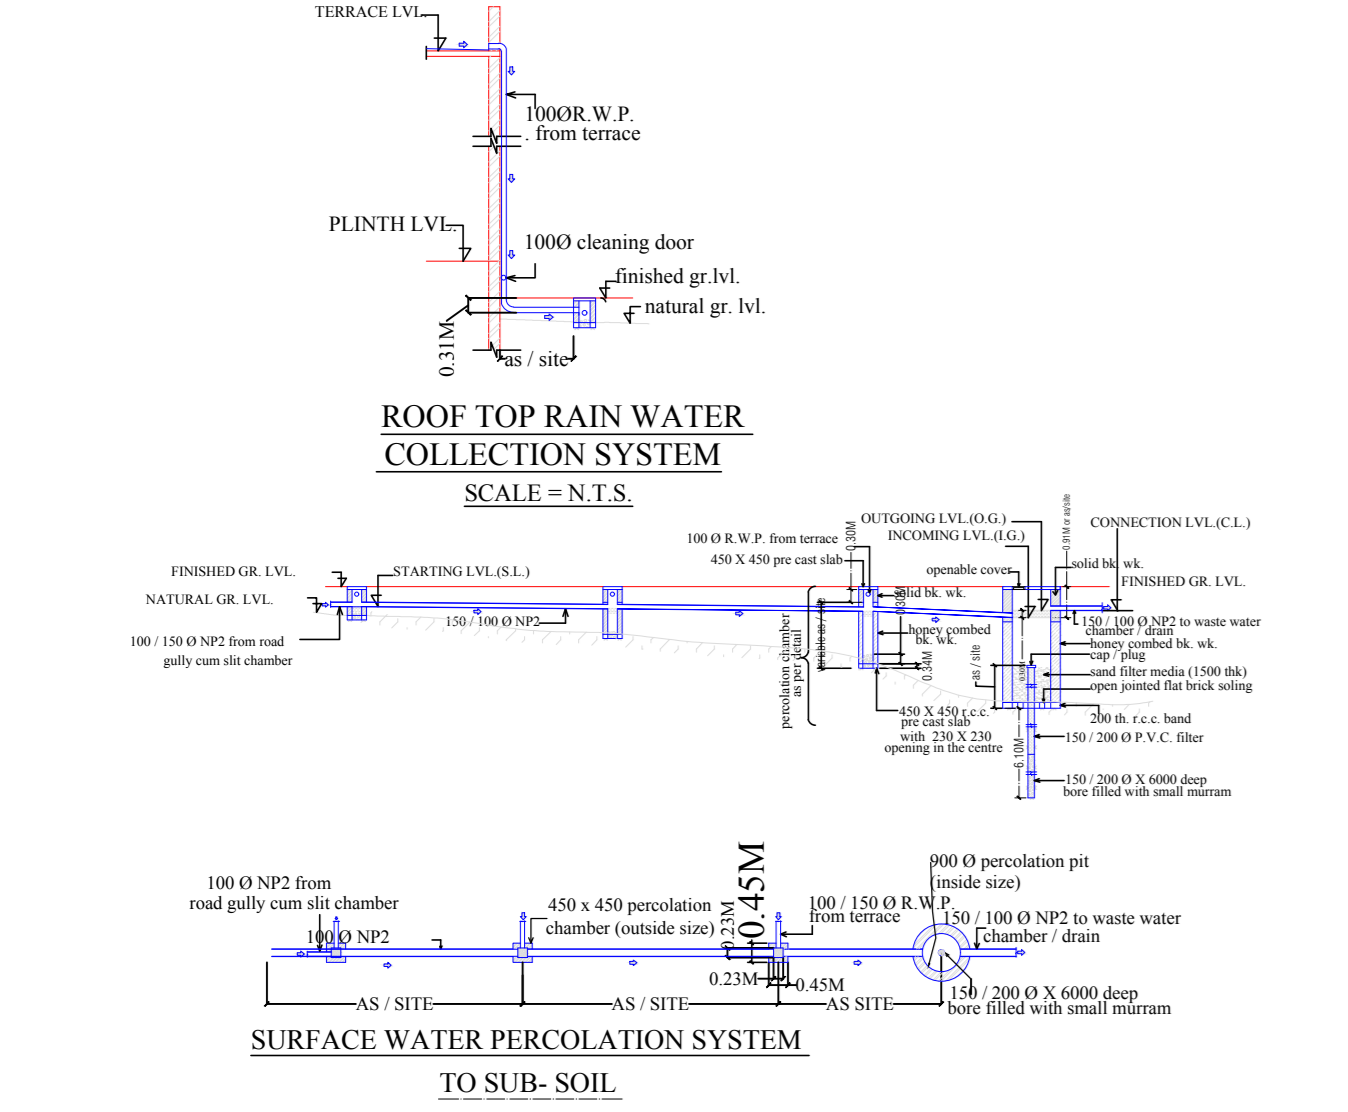 TERRACE LVL.
100ØR.W.P.
. from terrace
PLINTH LVL.
100Ø cleaning door
finished gr.lvl.
natural gr. lvl.
0.31M
as / site
ROOF TOP RAIN WATER
COLLECTION SYSTEM
SCALE = N.T.S.
OUTGOING LVL.(O.G.)
INCOMING LVL.(I.G.)
CONNECTION LVL.(C.L.)
0.91M or as/site
0.30M
100 Ø R.W.P. from terrace
450 X 450 pre cast slab
openable cover
solid bk. wk.
FINISHED GR. LVL.
FINISHED GR. LVL.
STARTING LVL.(S.L.)
NATURAL GR. LVL.
solid bk. wk.
0.30M
150 / 100 Ø NP2
150 / 100 Ø NP2 to waste water
chamber / drain
100 / 150 Ø NP2 from road
gully cum slit chamber
percolation chamber
as per detail
variable as / site
honey combed
bk. wk.
0.34M
as / site
honey combed bk. wk.
cap / plug
sand filter media (1500 thk)
open jointed flat brick soling
450 X 450 r.c.c.
pre cast slab
with 230 X 230
opening in the centre
200 th. r.c.c. band
150 / 200 Ø P.V.C. filter
6.10M
150 / 200 Ø X 6000 deep
bore filled with small murram
100 Ø NP2 from
road gully cum slit chamber
100 Ø NP2
450 x 450 percolation
chamber (outside size)
0.23M
0.45M
100 / 150 Ø R.W.P.
from terrace
900 Ø percolation pit
(inside size)
150 / 100 Ø NP2 to waste water
chamber / drain
0.23M
0.45M
150 / 200 Ø X 6000 deep
bore filled with small murram
AS / SITE
AS / SITE
AS SITE
SURFACE WATER PERCOLATION SYSTEM
TO SUB- SOIL